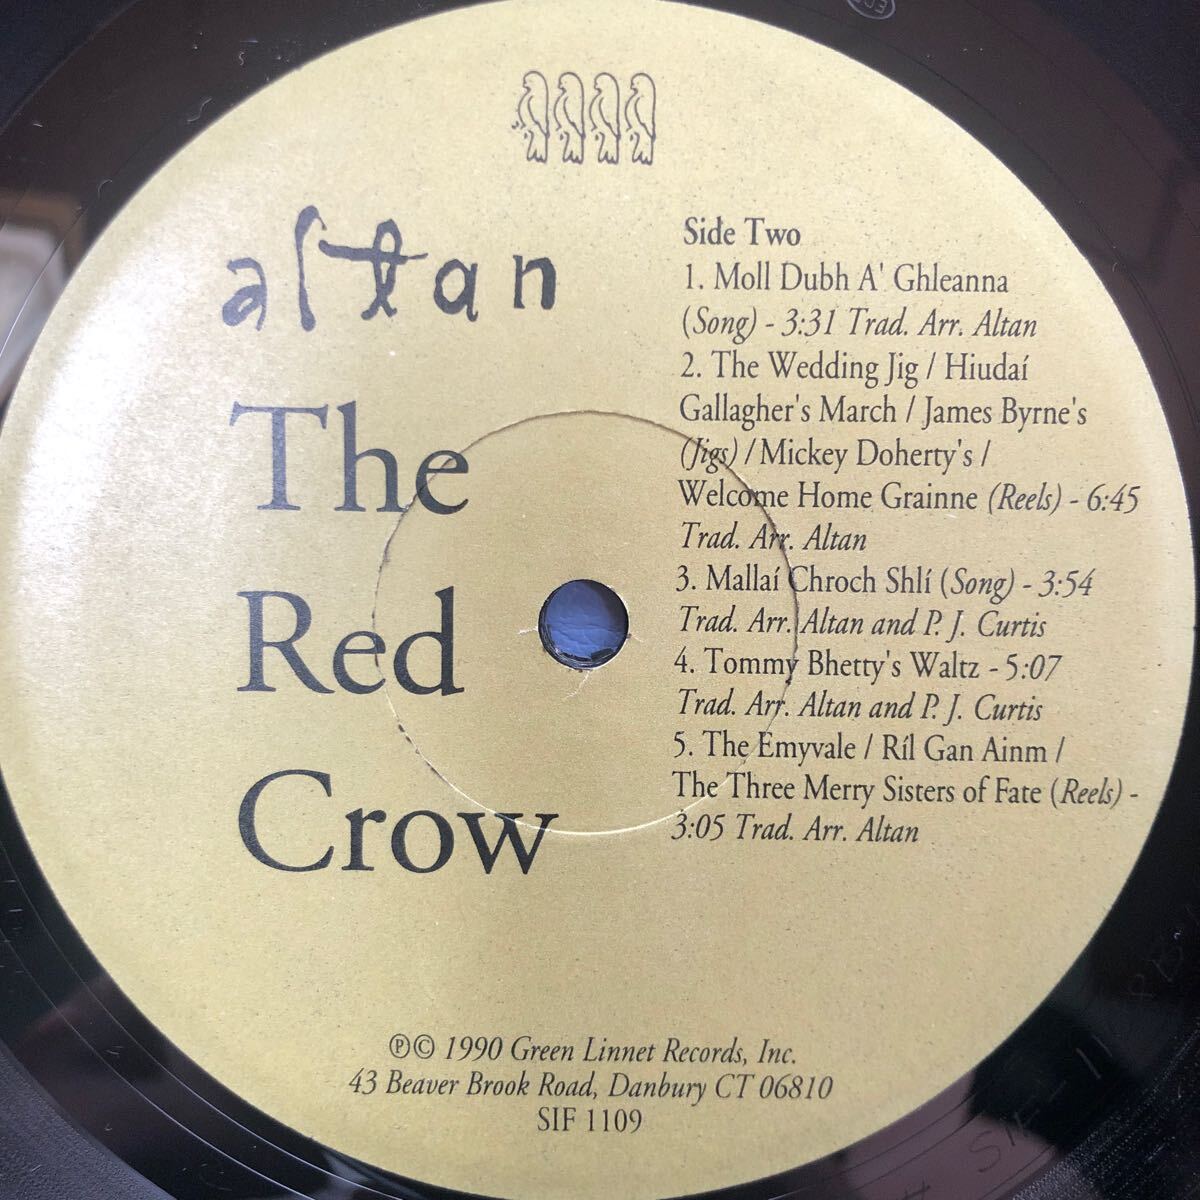 altan
The
Red
Crow
Side Two
1. Moll Dubh A' Ghleanna
(Song) - 3:31 Trad. Arr. Altan
2. The Wedding Jig / Hiudaí
Gallagher's March / James Byrne's
(Jigs) / Mickey Doherty's /
Welcome Home Grainne (Reels) - 6:45
Trad. Arr. Altan
3. Mallaí Chroch Shlí (Song) - 3:54
Trad. Arr. Altan and P. J. Curtis
4. Tommy Bhetty's Waltz - 5:07
Trad. Arr. Altan and P. J. Curtis
5. The Emyvale / Ríl Gan Ainm /
The Three Merry Sisters of Fate (Reels) -
3:05 Trad. Arr. Altan
℗© 1990 Green Linnet Records, Inc.
43 Beaver Brook Road, Danbury CT 06810
SIF 1109